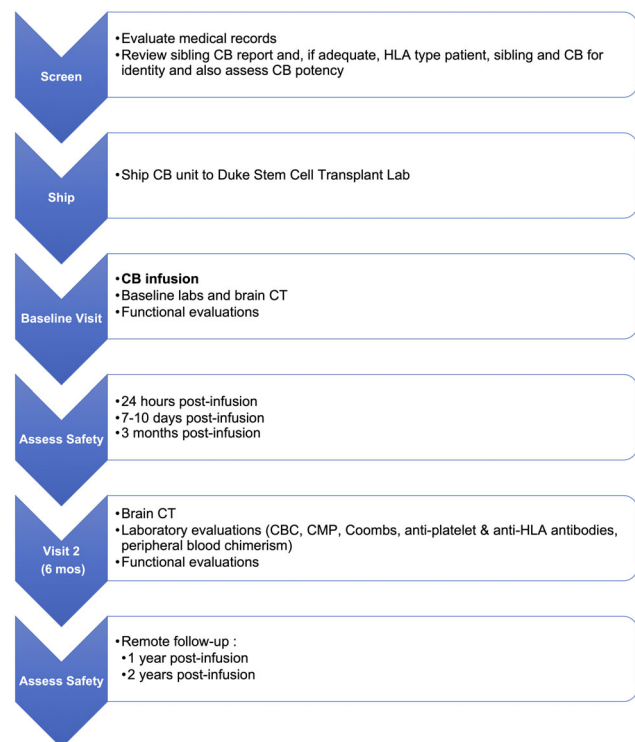 Screen
•Evaluate medical records
•Review sibling CB report and, if adequate, HLA type patient, sibling and CB for
identity and also assess CB potency
Ship
•Ship CB unit to Duke Stem Cell Transplant Lab
Baseline Visit
•CB infusion
•Baseline labs and brain CT
•Functional evaluations
Assess Safety
•24 hours post-infusion
•7-10 days post-infusion
•3 months post-infusion
Visit 2
(6 mos)
•Brain CT
•Laboratory evaluations (CBC, CMP, Coombs, anti-platelet & anti-HLA antibodies,
peripheral blood chimerism)
•Functional evaluations
Assess Safety
•Remote follow-up :
•1 year post-infusion
•2 years post-infusion